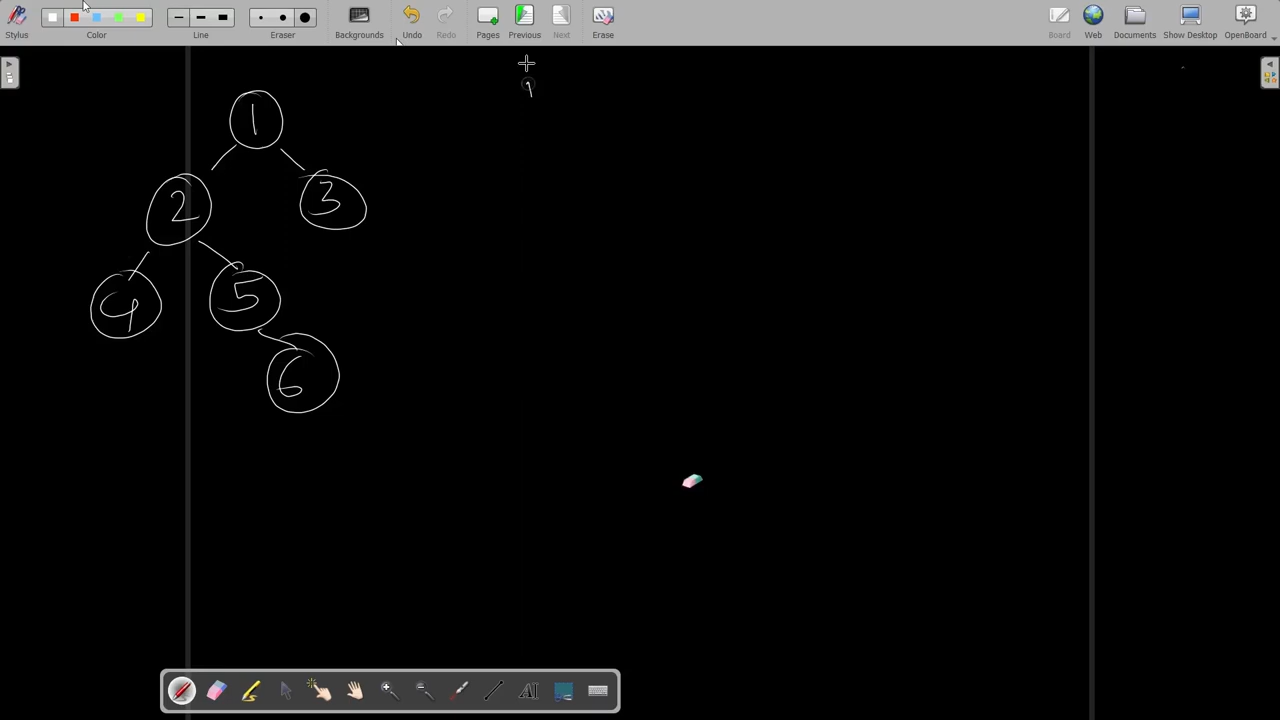 Stylus Color Line Eraser Backgrounds Undo Redo Pages Previous Next Erase Board Web Documents Show Desktop OpenBoard
1
2 3
4 5
6
AI